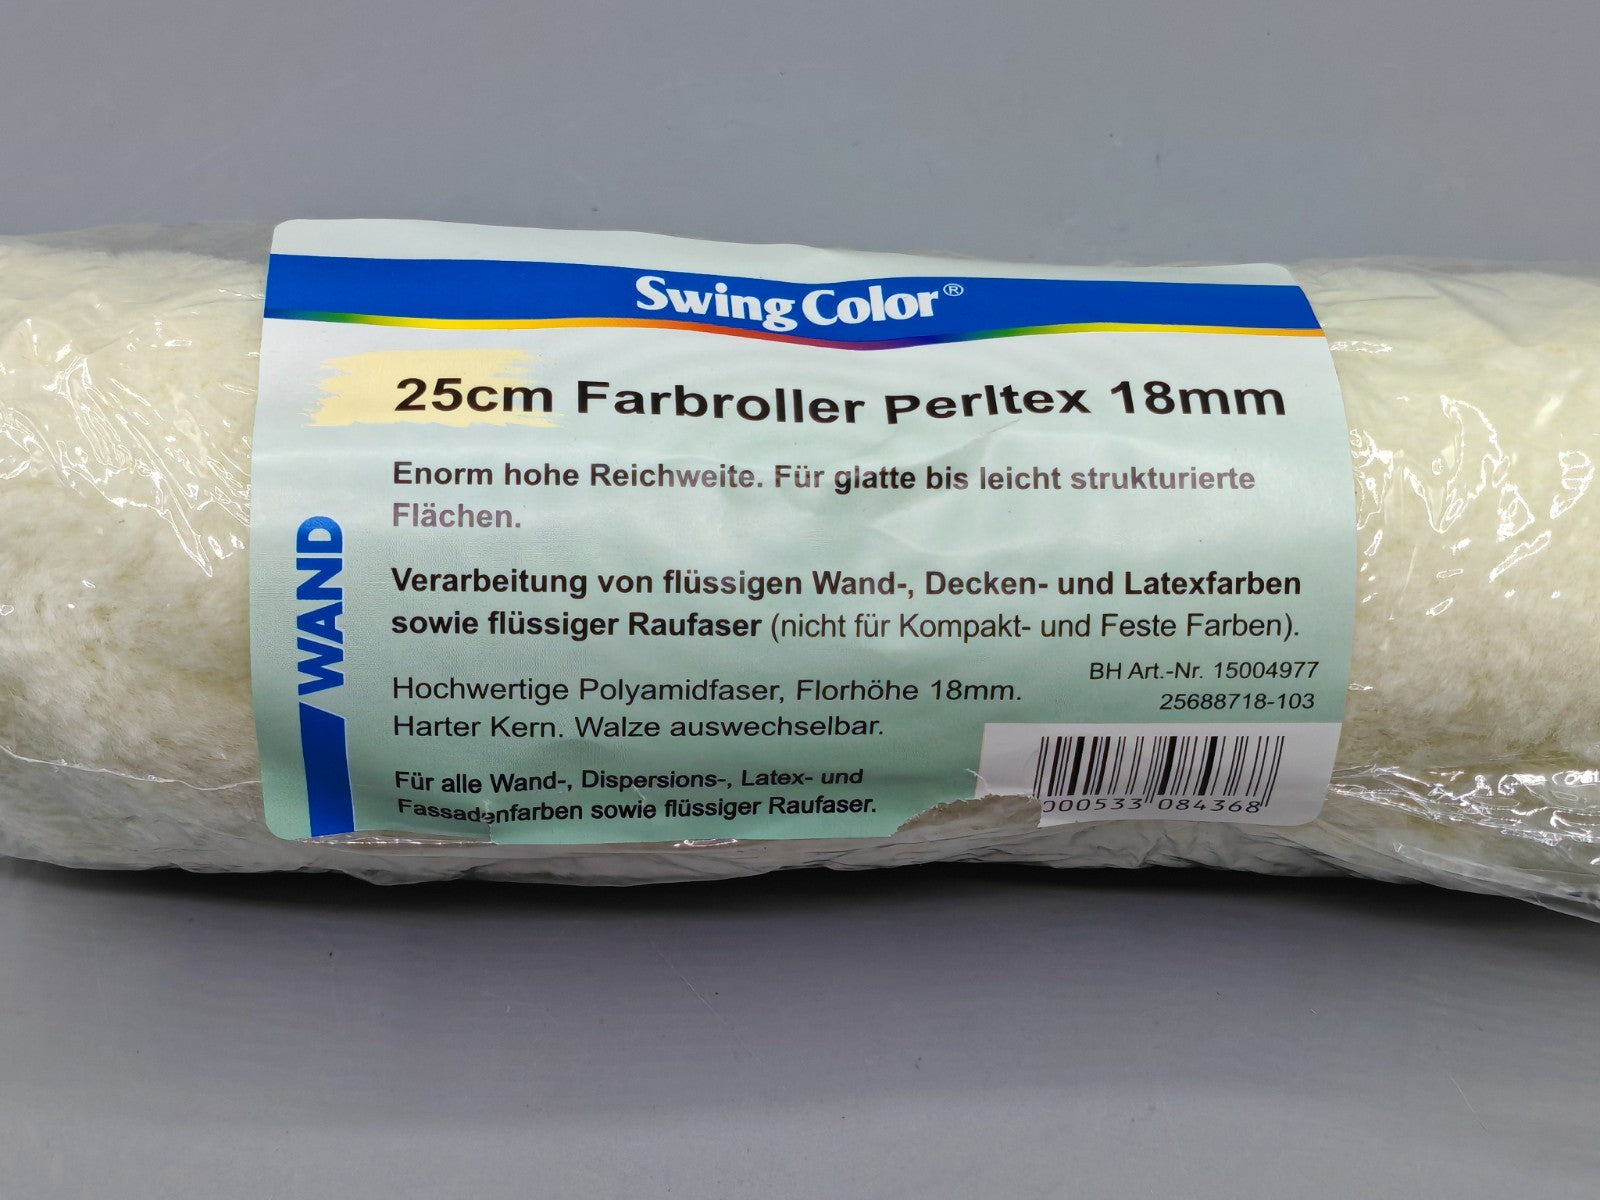 Swing Color®
25cm Farbroller Perltex 18mm
Enorm hohe Reichweite. Für glatte bis leicht strukturierte
Flächen.
Verarbeitung von flüssigen Wand-, Decken- und Latexfarben
sowie flüssiger Raufaser (nicht für Kompakt- und Feste Farben).
BH Art.-Nr. 15004977
25688718-103
Hochwertige Polyamidfaser, Florhöhe 18mm.
Harter Kern. Walze auswechselbar.
Für alle Wand-, Dispersions-, Latex- und
Fassadenfarben sowie flüssiger Raufaser.
WAND
000533 084368